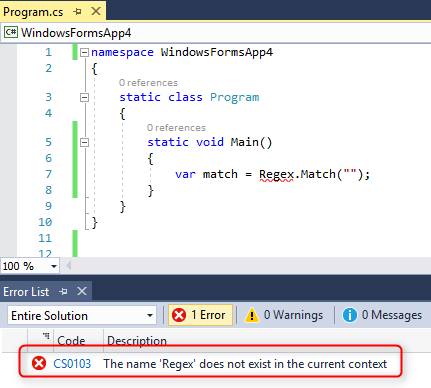 Program.cs
C# WindowsFormsApp4
1 namespace WindowsFormsApp4
2 {
0 references
3 static class Program
4 {
0 references
5 static void Main()
6 {
7 var match = Regex.Match("");
8 }
9 }
10 }
11
12
100 %
Error List
Entire Solution 1 Error 0 Warnings 0 Messages
Code Description
CS0103 The name 'Regex' does not exist in the current context